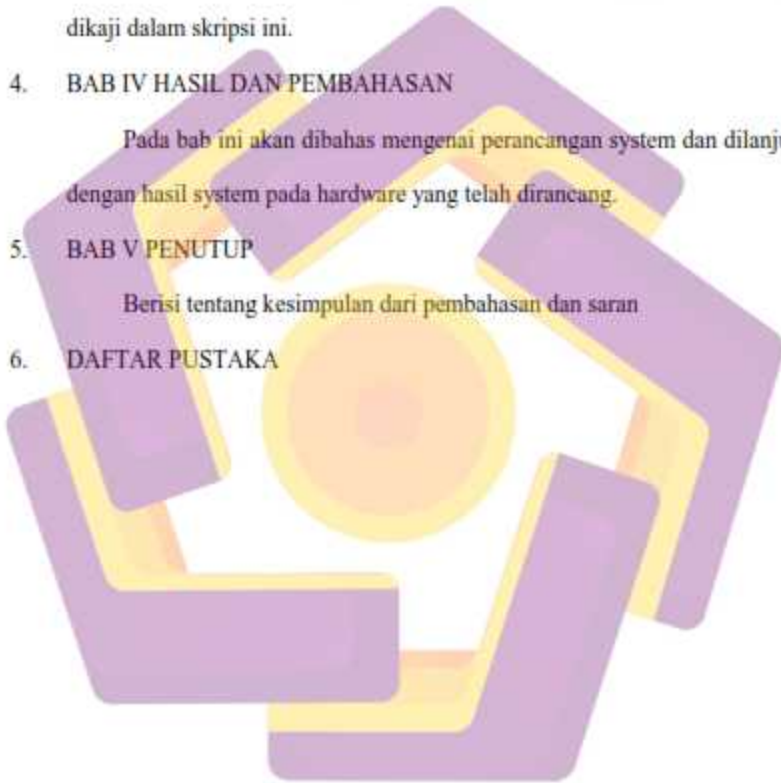 dikaji dalam skripsi ini.
4. BAB IV HASIL DAN PEMBAHASAN
Pada bab ini akan dibahas mengenai perancangan system dan dilanju
dengan hasil system pada hardware yang telah dirancang.
5. BAB V PENUTUP
Berisi tentang kesimpulan dari pembahasan dan saran
6. DAFTAR PUSTAKA